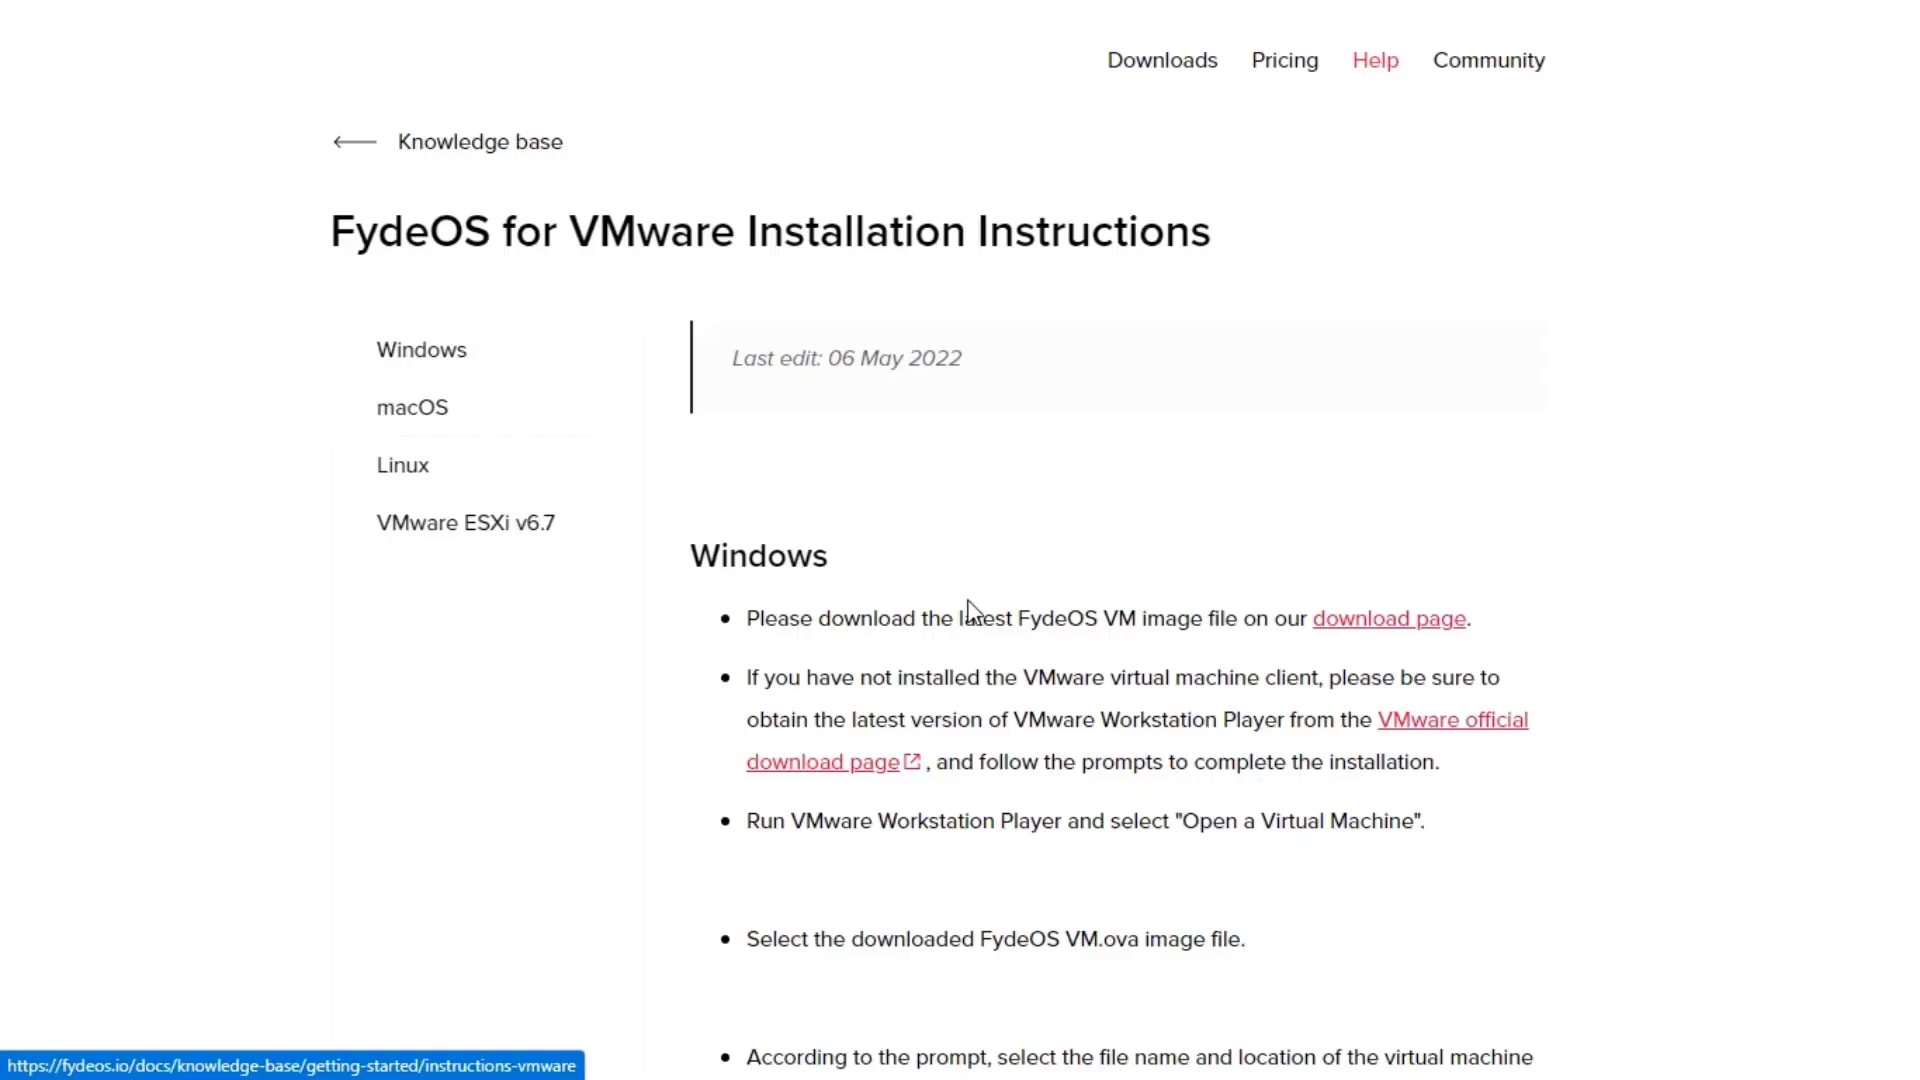 Downloads Pricing Help Community
Knowledge base
FydeOS for VMware Installation Instructions
Windows
macOS
Linux
VMware ESXi v6.7
Last edit: 06 May 2022
Windows
Please download the latest FydeOS VM image file on our download page.
If you have not installed the VMware virtual machine client, please be sure to
obtain the latest version of VMware Workstation Player from the VMware official
download page , and follow the prompts to complete the installation.
Run VMware Workstation Player and select "Open a Virtual Machine".
Select the downloaded FydeOS VM.ova image file.
According to the prompt, select the file name and location of the virtual machine
https://fydeos.io/docs/knowledge-base/getting-started/instructions-vmware